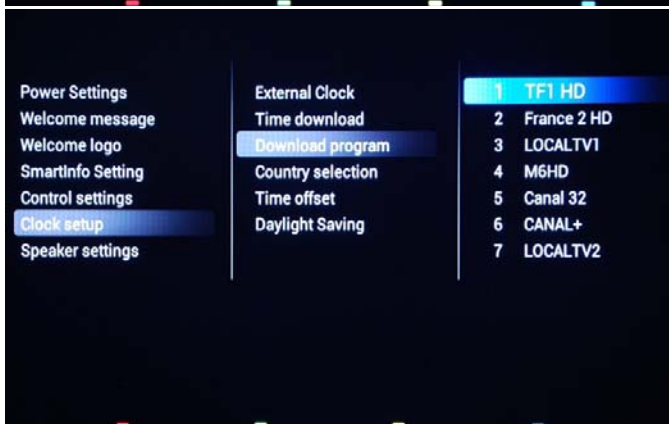 Power Settings
Welcome message
Welcome logo
SmartInfo Setting
Control settings
Clock setup
Speaker settings
External Clock
Time download
Download program
Country selection
Time offset
Daylight Saving
1 TF1 HD
2 France 2 HD
3 LOCALTV1
4 M6HD
5 Canal 32
6 CANAL+
7 LOCALTV2